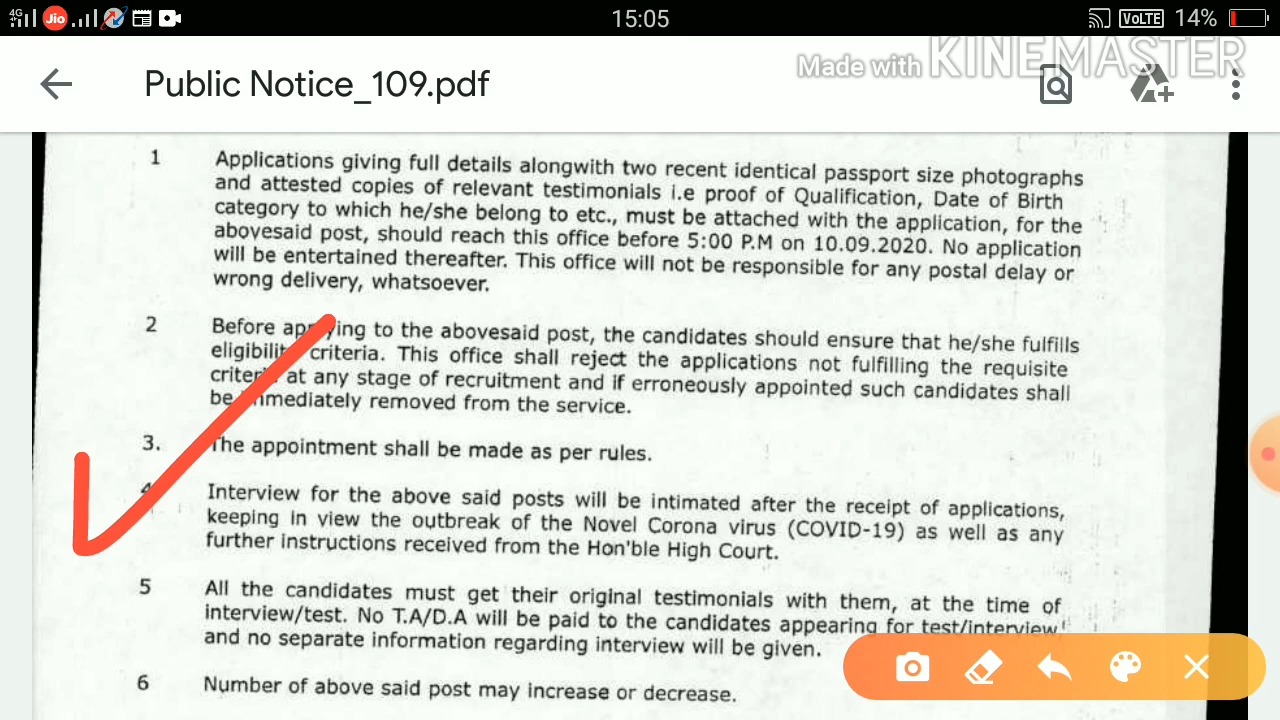 4G Jio 15:05 VoLTE 14%
Made with KINEMASTER
Public Notice_109.pdf
1 Applications giving full details alongwith two recent identical passport size photographs
and attested copies of relevant testimonials i.e proof of Qualification, Date of Birth
category to which he/she belong to etc., must be attached with the application, for the
abovesaid post, should reach this office before 5:00 P.M on 10.09.2020. No application
will be entertained thereafter. This office will not be responsible for any postal delay or
wrong delivery, whatsoever.
2 Before applying to the abovesaid post, the candidates should ensure that he/she fulfills
eligibility criteria. This office shall reject the applications not fulfilling the requisite
criteria at any stage of recruitment and if erroneously appointed such candidates shall
be immediately removed from the service.
3. The appointment shall be made as per rules.
4 Interview for the above said posts will be intimated after the receipt of applications,
keeping in view the outbreak of the Novel Corona virus (COVID-19) as well as any
further instructions received from the Hon'ble High Court.
5 All the candidates must get their original testimonials with them, at the time of
interview/test. No T.A/D.A will be paid to the candidates appearing for test/interview
and no separate information regarding interview will be given.
6 Number of above said post may increase or decrease.